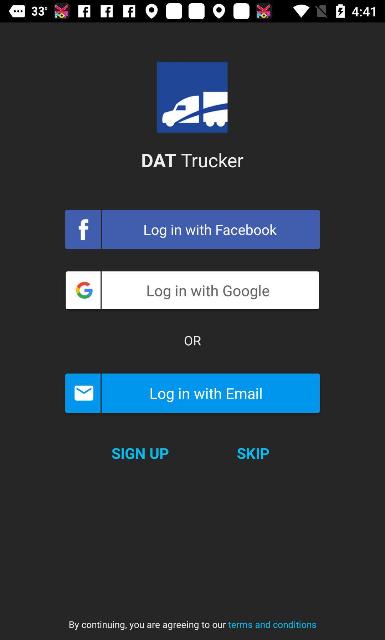 33° 4:41
DAT Trucker
f Log in with Facebook
G Log in with Google
OR
Log in with Email
SIGN UP SKIP
By continuing, you are agreeing to our terms and conditions